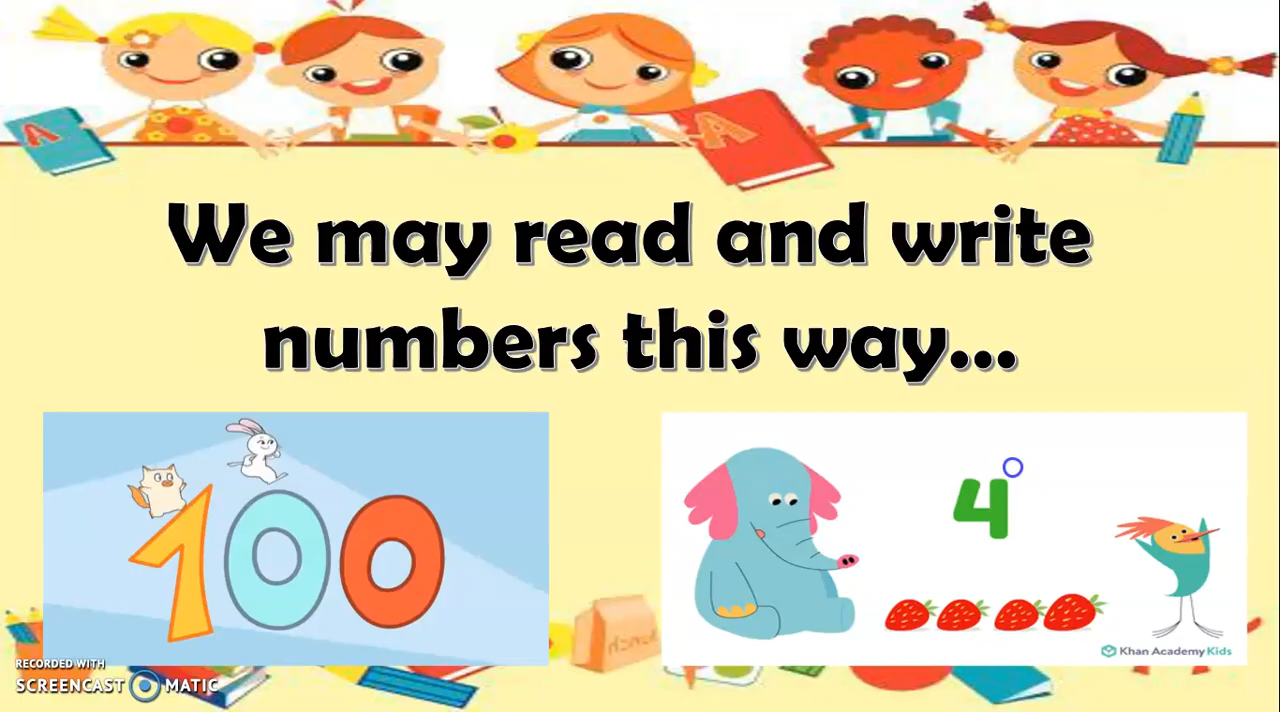 A
A
We may read and write
numbers this way...
100
4
Khan Academy Kids
RECORDED WITH
SCREENCAST MATIC